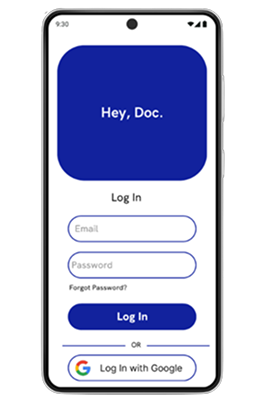 9:30
Hey, Doc.
Log In
Email
Password
Forgot Password?
Log In
OR
Log In with Google